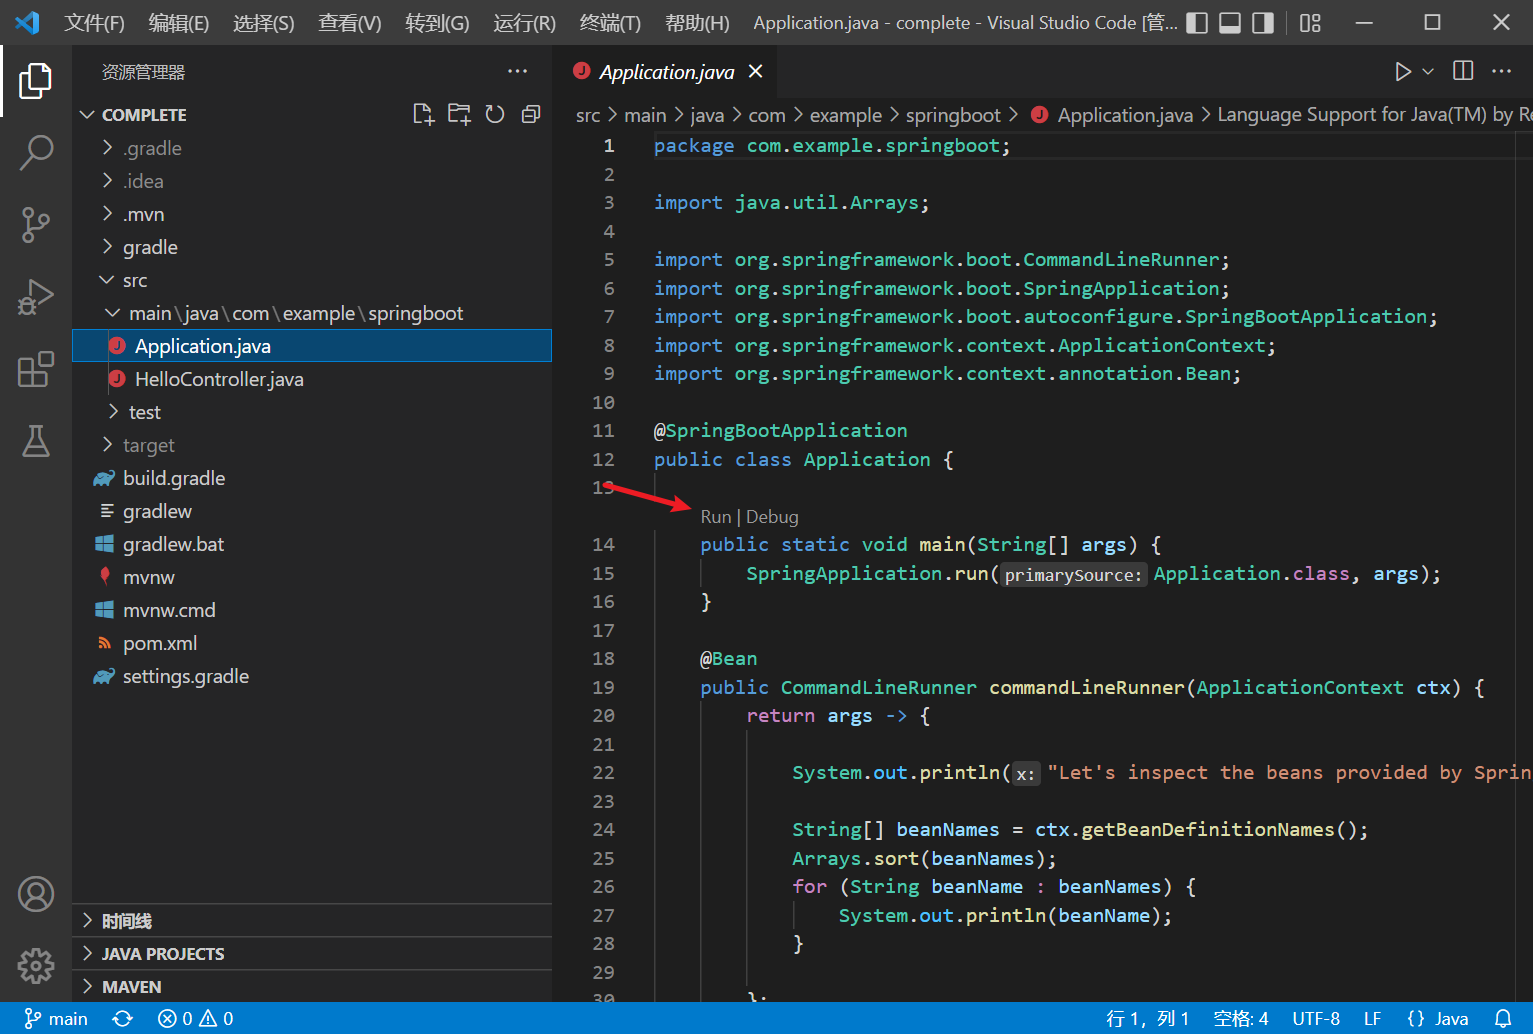 文件(F) 编辑(E) 选择(S) 查看(V) 转到(G) 运行(R) 终端(T) 帮助(H) Application.java - complete - Visual Studio Code [管...
资源管理器
COMPLETE
.gradle
.idea
.mvn
gradle
src
main\java\com\example\springboot
Application.java
HelloController.java
test
target
build.gradle
gradlew
gradlew.bat
mvnw
mvnw.cmd
pom.xml
settings.gradle
时间线
JAVA PROJECTS
MAVEN
Application.java
src > main > java > com > example > springboot > Application.java > Language Support for Java(TM) by Re
1 package com.example.springboot;
2
3 import java.util.Arrays;
4
5 import org.springframework.boot.CommandLineRunner;
6 import org.springframework.boot.SpringApplication;
7 import org.springframework.boot.autoconfigure.SpringBootApplication;
8 import org.springframework.context.ApplicationContext;
9 import org.springframework.context.annotation.Bean;
10
11 @SpringBootApplication
12 public class Application {
13
Run | Debug
14 public static void main(String[] args) {
15 SpringApplication.run(primarySource: Application.class, args);
16 }
17
18 @Bean
19 public CommandLineRunner commandLineRunner(ApplicationContext ctx) {
20 return args -> {
21
22 System.out.println(x: "Let's inspect the beans provided by Sprin
23
24 String[] beanNames = ctx.getBeanDefinitionNames();
25 Arrays.sort(beanNames);
26 for (String beanName : beanNames) {
27 System.out.println(beanName);
28 }
29
30 };
main 0 0 行 1，列 1 空格: 4 UTF-8 LF {} Java